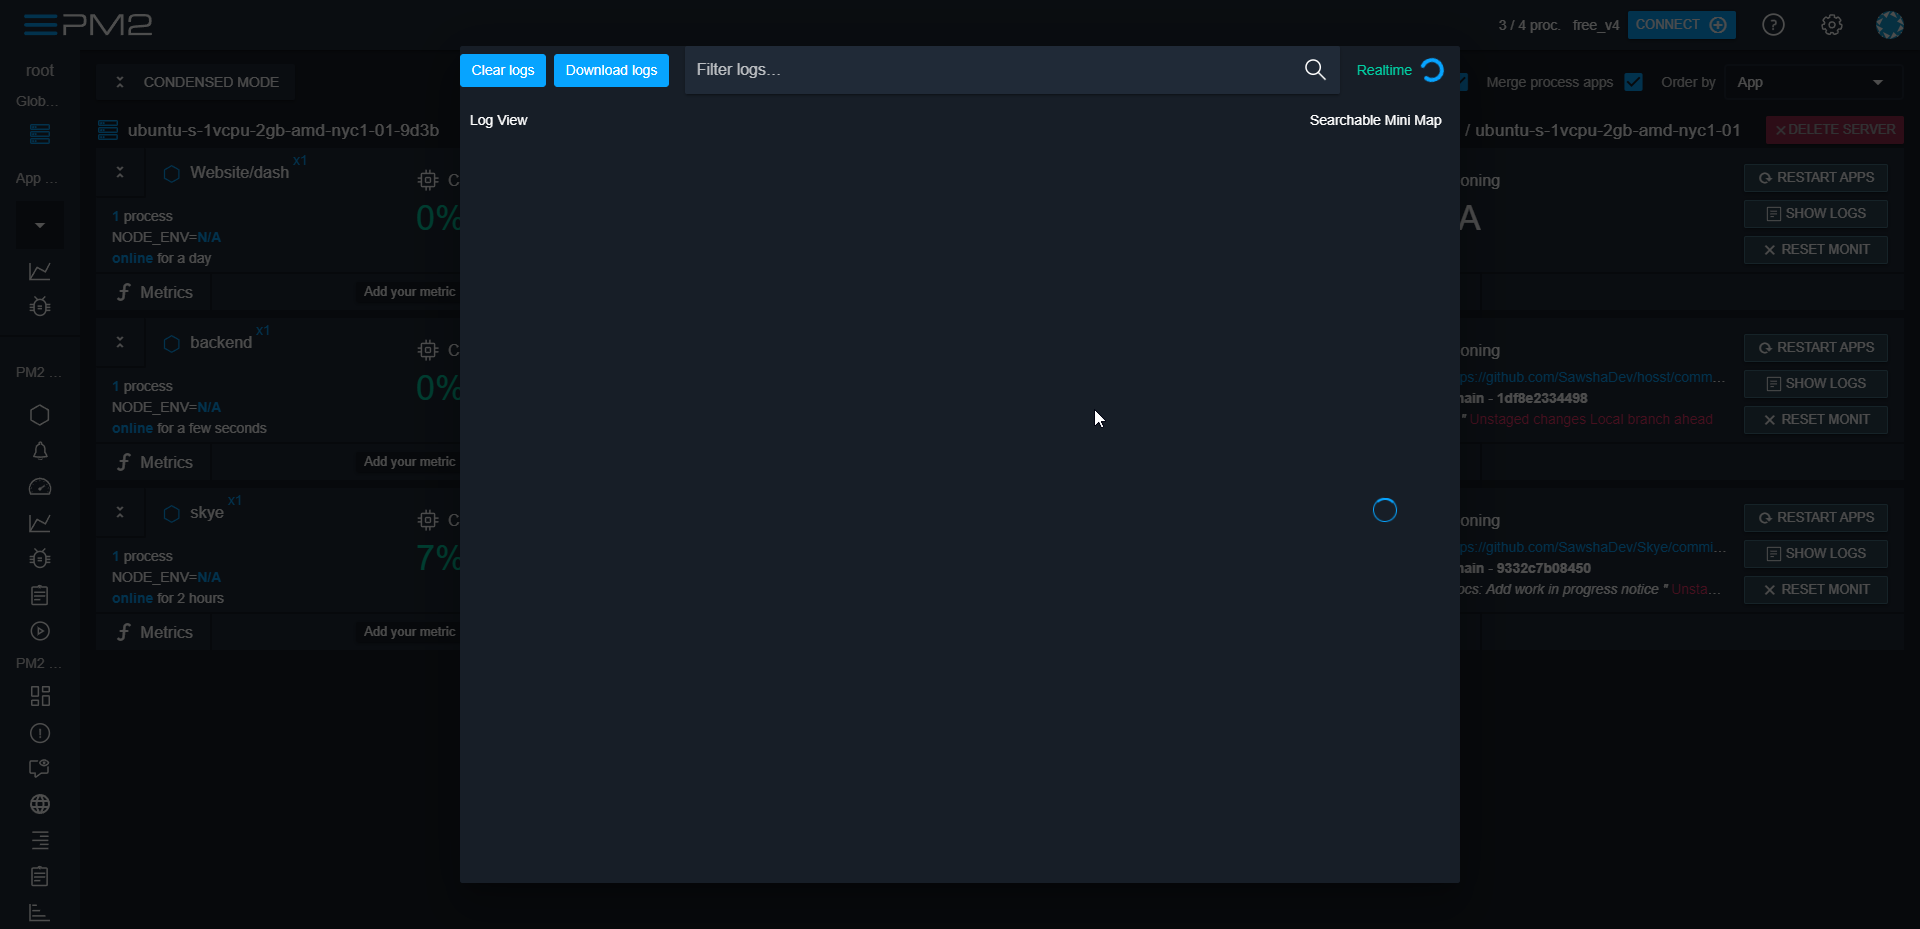 PM2
3 / 4 proc. free_v4 CONNECT
root
Glob...
App ...
PM2 ...
PM2 ...
CONDENSED MODE
Merge process apps Order by App
ubuntu-s-1vcpu-2gb-amd-nyc1-01-9d3b
/ ubuntu-s-1vcpu-2gb-amd-nyc1-01 DELETE SERVER
Clear logs Download logs Filter logs... Realtime
Log View Searchable Mini Map
Website/dash x1
C
1 process
0%
NODE_ENV=N/A
online for a day
Metrics Add your metric
oning
A
RESTART APPS
SHOW LOGS
RESET MONIT
backend x1
C
1 process
0%
NODE_ENV=N/A
online for a few seconds
Metrics Add your metric
oning
ps://github.com/SawshaDev/hosst/comm...
ain - 1df8e2334498
" Unstaged changes Local branch ahead
RESTART APPS
SHOW LOGS
RESET MONIT
skye x1
C
1 process
7%
NODE_ENV=N/A
online for 2 hours
Metrics Add your metric
oning
ps://github.com/SawshaDev/Skye/commi...
ain - 9332c7b08450
ocs: Add work in progress notice " Unsta...
RESTART APPS
SHOW LOGS
RESET MONIT